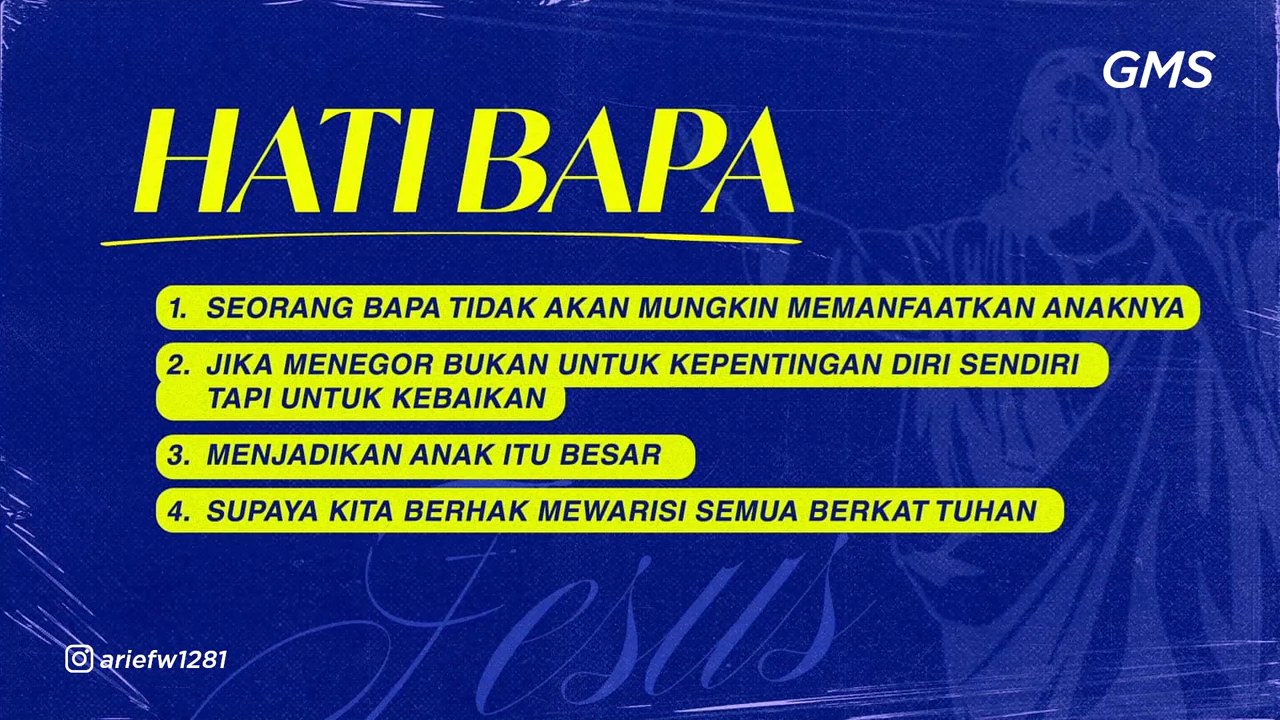 GMS
HATI BAPA
1. SEORANG BAPA TIDAK AKAN MUNGKIN MEMANFAATKAN ANAKNYA
2. JIKA MENEGOR BUKAN UNTUK KEPENTINGAN DIRI SENDIRI
TAPI UNTUK KEBAIKAN
3. MENJADIKAN ANAK ITU BESAR
4. SUPAYA KITA BERHAK MEWARISI SEMUA BERKAT TUHAN
Jesus
ariefw1281